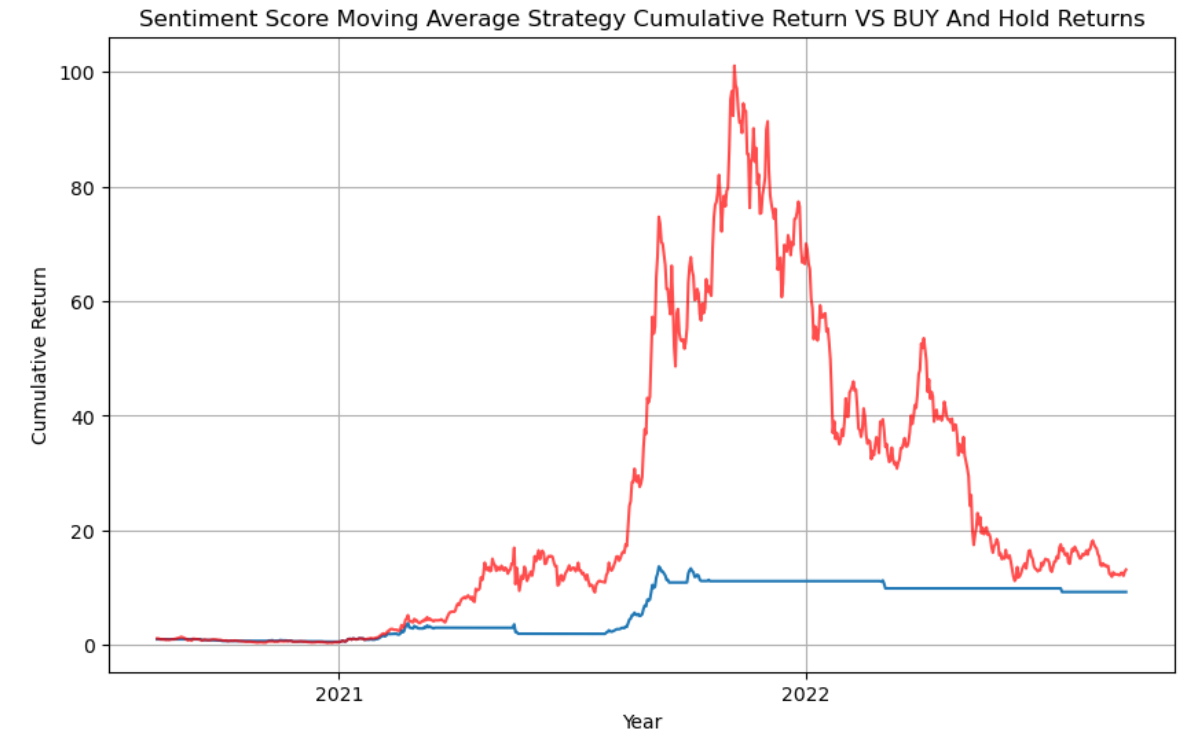 Sentiment Score Moving Average Strategy Cumulative Return VS BUY And Hold Returns
100
80
60
40
20
0
Cumulative Return
2021
2022
Year